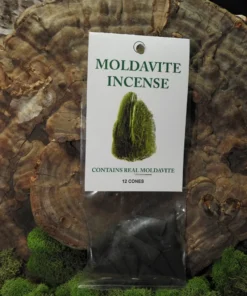 MOLDAVITE
INCENSE
CONTAINS REAL MOLDAVITE
12 CONES